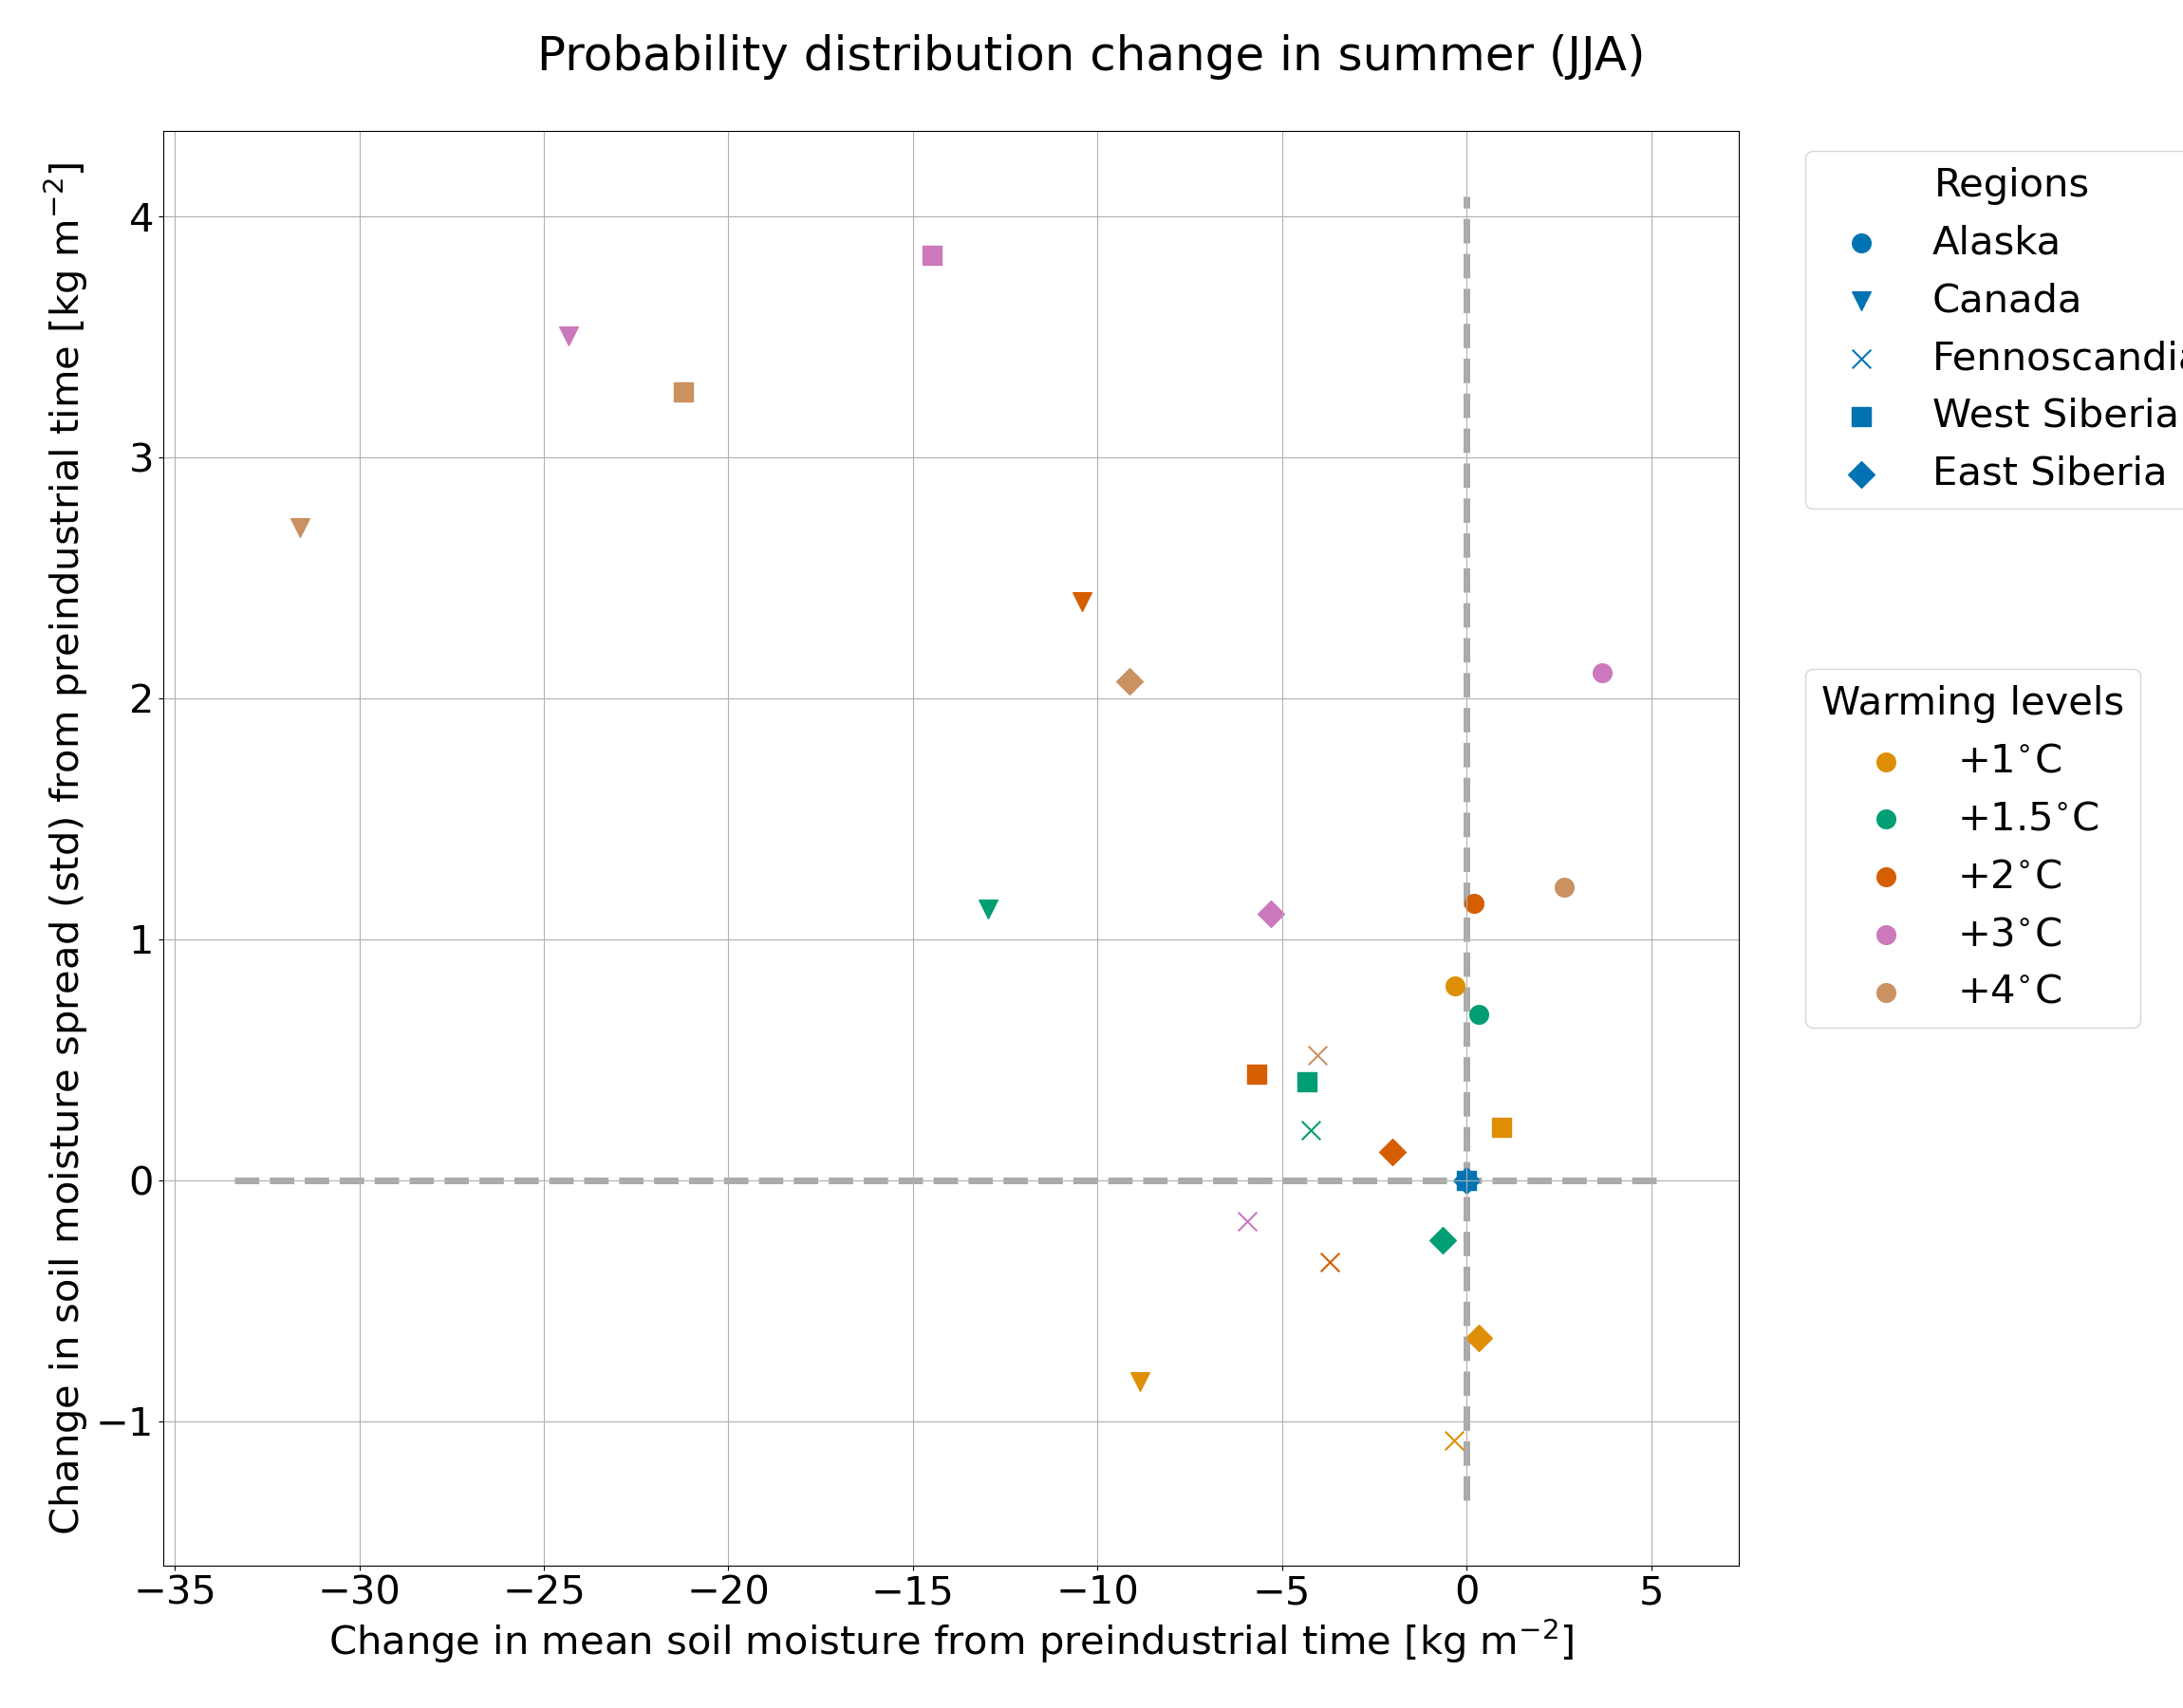 Probability distribution change in summer (JJA)
Change in soil moisture spread (std) from preindustrial time [kg m⁻²]
4
3
2
1
0
−1
−35 −30 −25 −20 −15 −10 −5 0 5
Change in mean soil moisture from preindustrial time [kg m⁻²]
Regions
Alaska
Canada
Fennoscandia
West Siberia
East Siberia
Warming levels
+1°C
+1.5°C
+2°C
+3°C
+4°C